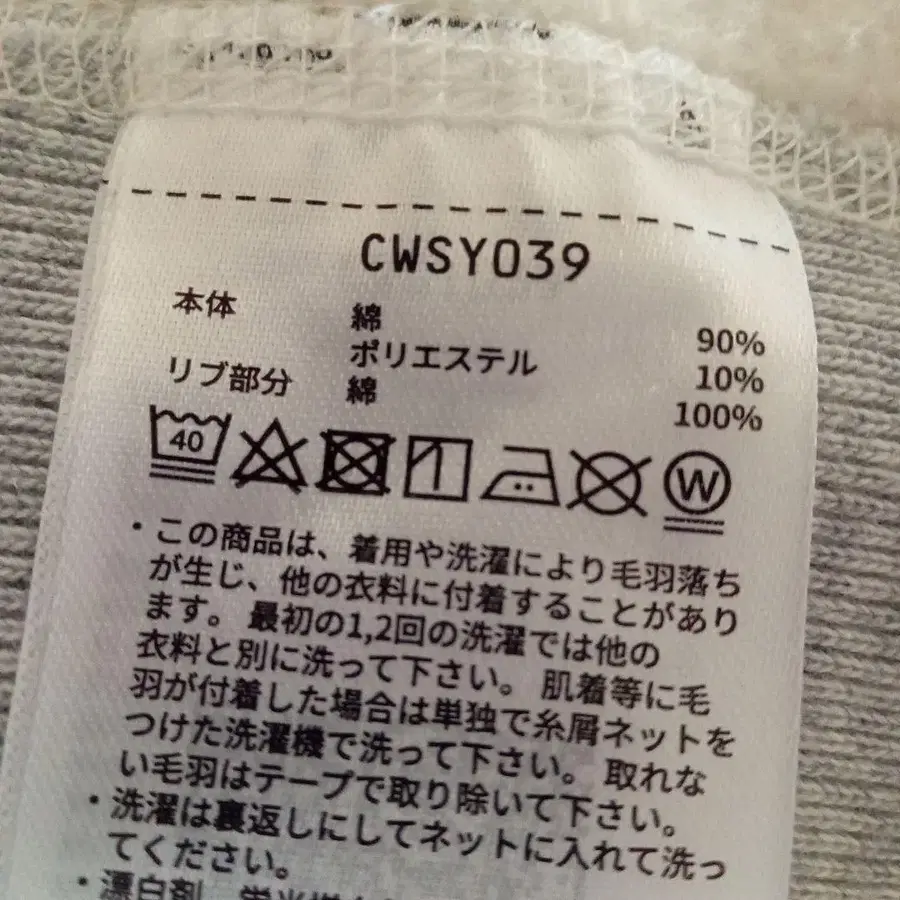 CWSY039
本体 綿 90%
ポリエステル 10%
リブ部分 綿 100%
40 W
・この商品は、着用や洗濯により毛羽落ち
が生じ、他の衣料に付着することがあり
ます。最初の1,2回の洗濯では他の
衣料と別に洗って下さい。肌着等に毛
羽が付着した場合は単独で糸屑ネットを
つけた洗濯機で洗って下さい。取れな
い毛羽はテープで取り除いて下さい。
・洗濯は裏返しにしてネットに入れて洗っ
てください。
・漂白剤